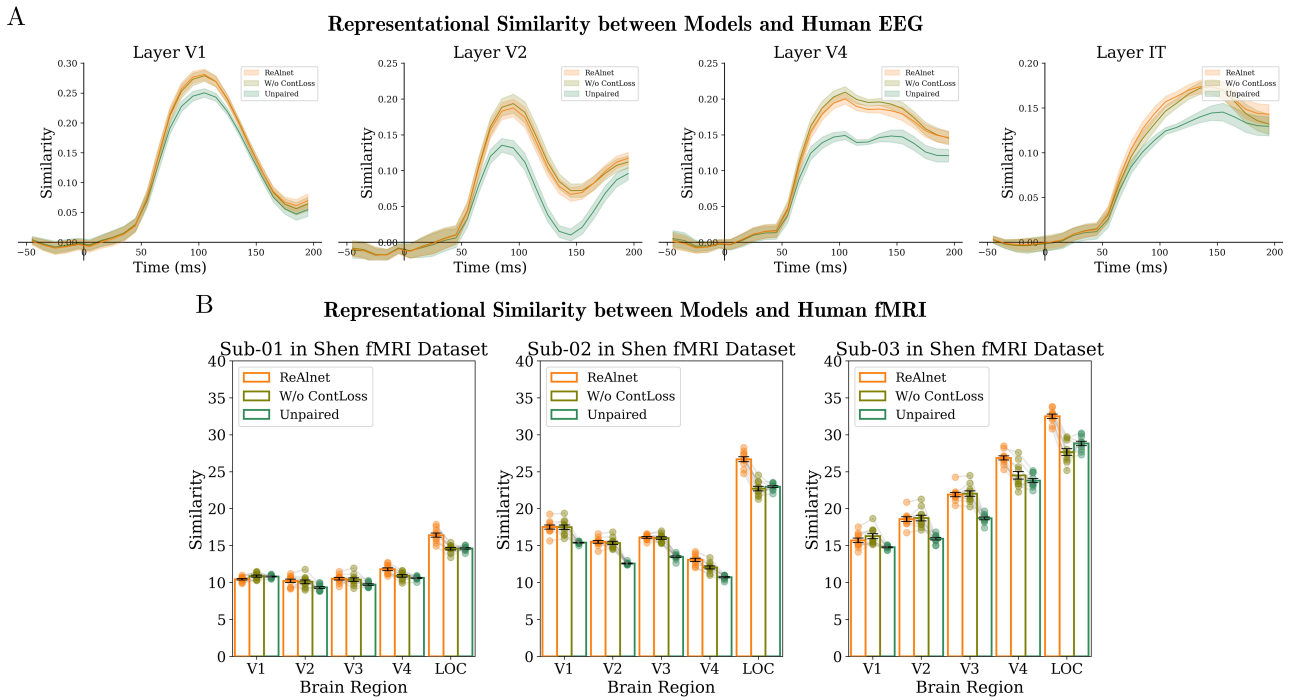 A
Representational Similarity between Models and Human EEG
Layer V1
Similarity
0.30
0.25
0.20
0.15
0.10
0.05
0.00
ReAlnet
W/o ContLoss
Unpaired
−50 0 50 100 150 200
Time (ms)
Layer V2
Similarity
0.25
0.20
0.15
0.10
0.05
0.00
ReAlnet
W/o ContLoss
Unpaired
−50 0 50 100 150 200
Time (ms)
Layer V4
Similarity
0.25
0.20
0.15
0.10
0.05
0.00
ReAlnet
W/o ContLoss
Unpaired
−50 0 50 100 150 200
Time (ms)
Layer IT
Similarity
0.20
0.15
0.10
0.05
0.00
ReAlnet
W/o ContLoss
Unpaired
−50 0 50 100 150 200
Time (ms)
B
Representational Similarity between Models and Human fMRI
Sub-01 in Shen fMRI Dataset
Similarity
40
35
30
25
20
15
10
5
0
ReAlnet
W/o ContLoss
Unpaired
V1 V2 V3 V4 LOC
Brain Region
Sub-02 in Shen fMRI Dataset
Similarity
40
35
30
25
20
15
10
5
0
ReAlnet
W/o ContLoss
Unpaired
V1 V2 V3 V4 LOC
Brain Region
Sub-03 in Shen fMRI Dataset
Similarity
40
35
30
25
20
15
10
5
0
ReAlnet
W/o ContLoss
Unpaired
V1 V2 V3 V4 LOC
Brain Region